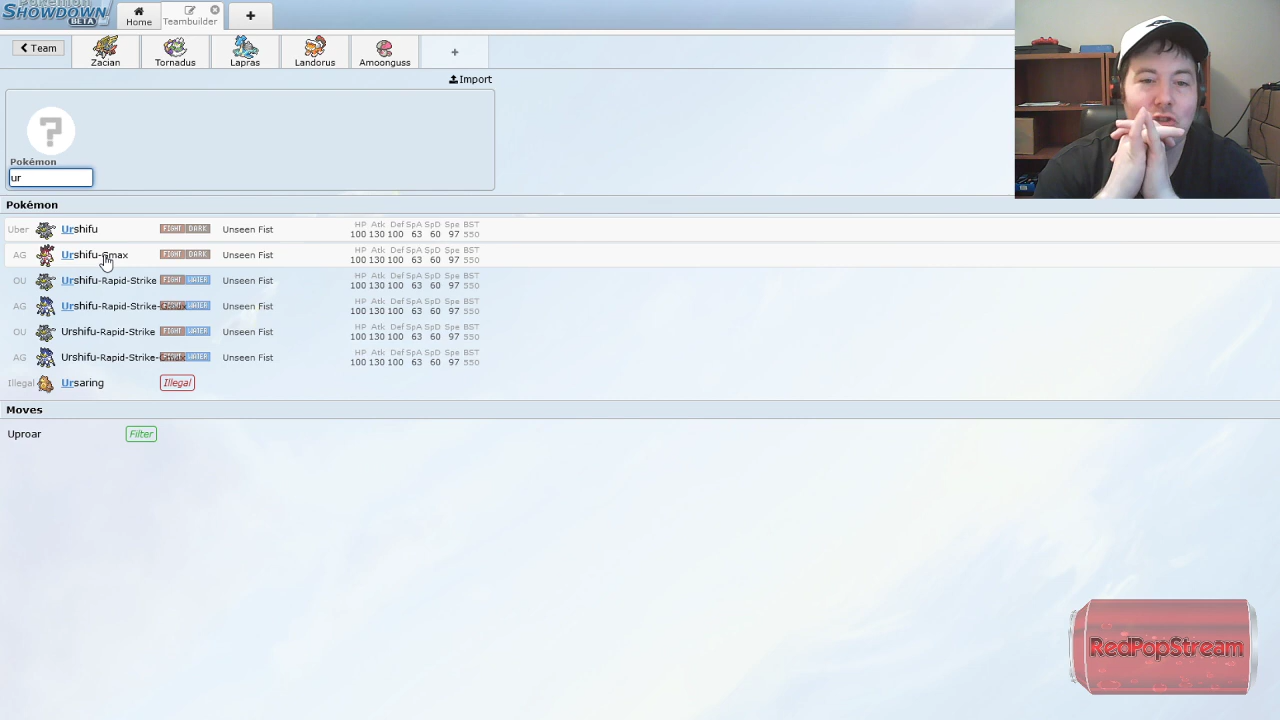 Pokémon
SHOWDOWN
BETA
Home
Teambuilder
+
Team
Zacian
Tornadus
Lapras
Landorus
Amoonguss
+
Import
?
Pokémon
ur
Pokémon
Uber Urshifu FIGHT DARK Unseen Fist HP 100 Atk 130 Def 100 SpA 63 SpD 60 Spe 97 BST 550
AG Urshifu-Gmax FIGHT DARK Unseen Fist HP 100 Atk 130 Def 100 SpA 63 SpD 60 Spe 97 BST 550
OU Urshifu-Rapid-Strike FIGHT WATER Unseen Fist HP 100 Atk 130 Def 100 SpA 63 SpD 60 Spe 97 BST 550
AG Urshifu-Rapid-Strike-Gmax FIGHT WATER Unseen Fist HP 100 Atk 130 Def 100 SpA 63 SpD 60 Spe 97 BST 550
OU Urshifu-Rapid-Strike FIGHT WATER Unseen Fist HP 100 Atk 130 Def 100 SpA 63 SpD 60 Spe 97 BST 550
AG Urshifu-Rapid-Strike-Gmax FIGHT WATER Unseen Fist HP 100 Atk 130 Def 100 SpA 63 SpD 60 Spe 97 BST 550
Illegal Ursaring Illegal
Moves
Uproar Filter
RedPopStream